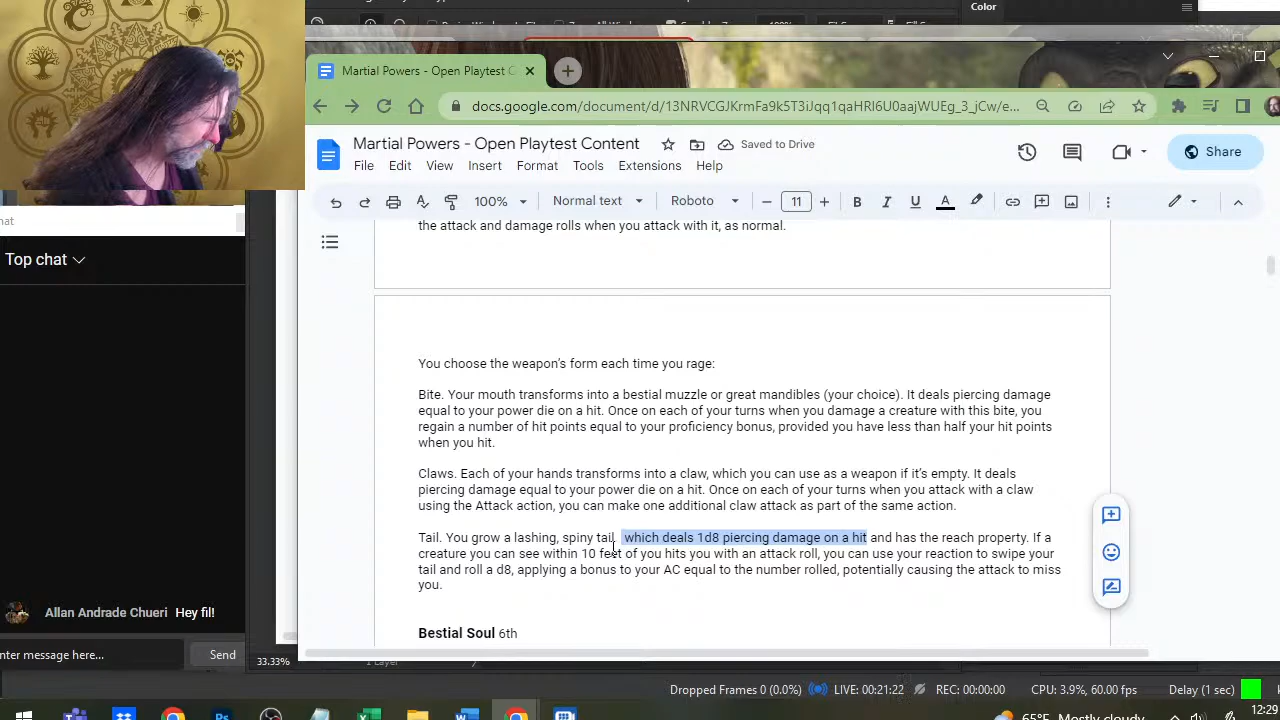 Color
Martial Powers - Open Playtest C
docs.google.com/document/d/13NRVCGJKrmFa9k5T3iJqq1qaHRI6U0aajWUEg_3_jCw/e...
Martial Powers - Open Playtest Content
Saved to Drive
Share
File Edit View Insert Format Tools Extensions Help
100% Normal text Roboto 11 B I U A
the attack and damage rolls when you attack with it, as normal.
Top chat
You choose the weapon's form each time you rage:
Bite. Your mouth transforms into a bestial muzzle or great mandibles (your choice). It deals piercing damage
equal to your power die on a hit. Once on each of your turns when you damage a creature with this bite, you
regain a number of hit points equal to your proficiency bonus, provided you have less than half your hit points
when you hit.
Claws. Each of your hands transforms into a claw, which you can use as a weapon if it's empty. It deals
piercing damage equal to your power die on a hit. Once on each of your turns when you attack with a claw
using the Attack action, you can make one additional claw attack as part of the same action.
Tail. You grow a lashing, spiny tail, which deals 1d8 piercing damage on a hit and has the reach property. If a
creature you can see within 10 feet of you hits you with an attack roll, you can use your reaction to swipe your
tail and roll a d8, applying a bonus to your AC equal to the number rolled, potentially causing the attack to miss
you.
Allan Andrade Chueri Hey fil!
Bestial Soul 6th
nter message here... Send
33.33% 1 Layer
Dropped Frames 0 (0.0%) LIVE: 00:21:22 REC: 00:00:00 CPU: 3.9%, 60.00 fps Delay (1 sec)
65°F Mostly cloudy 12:29